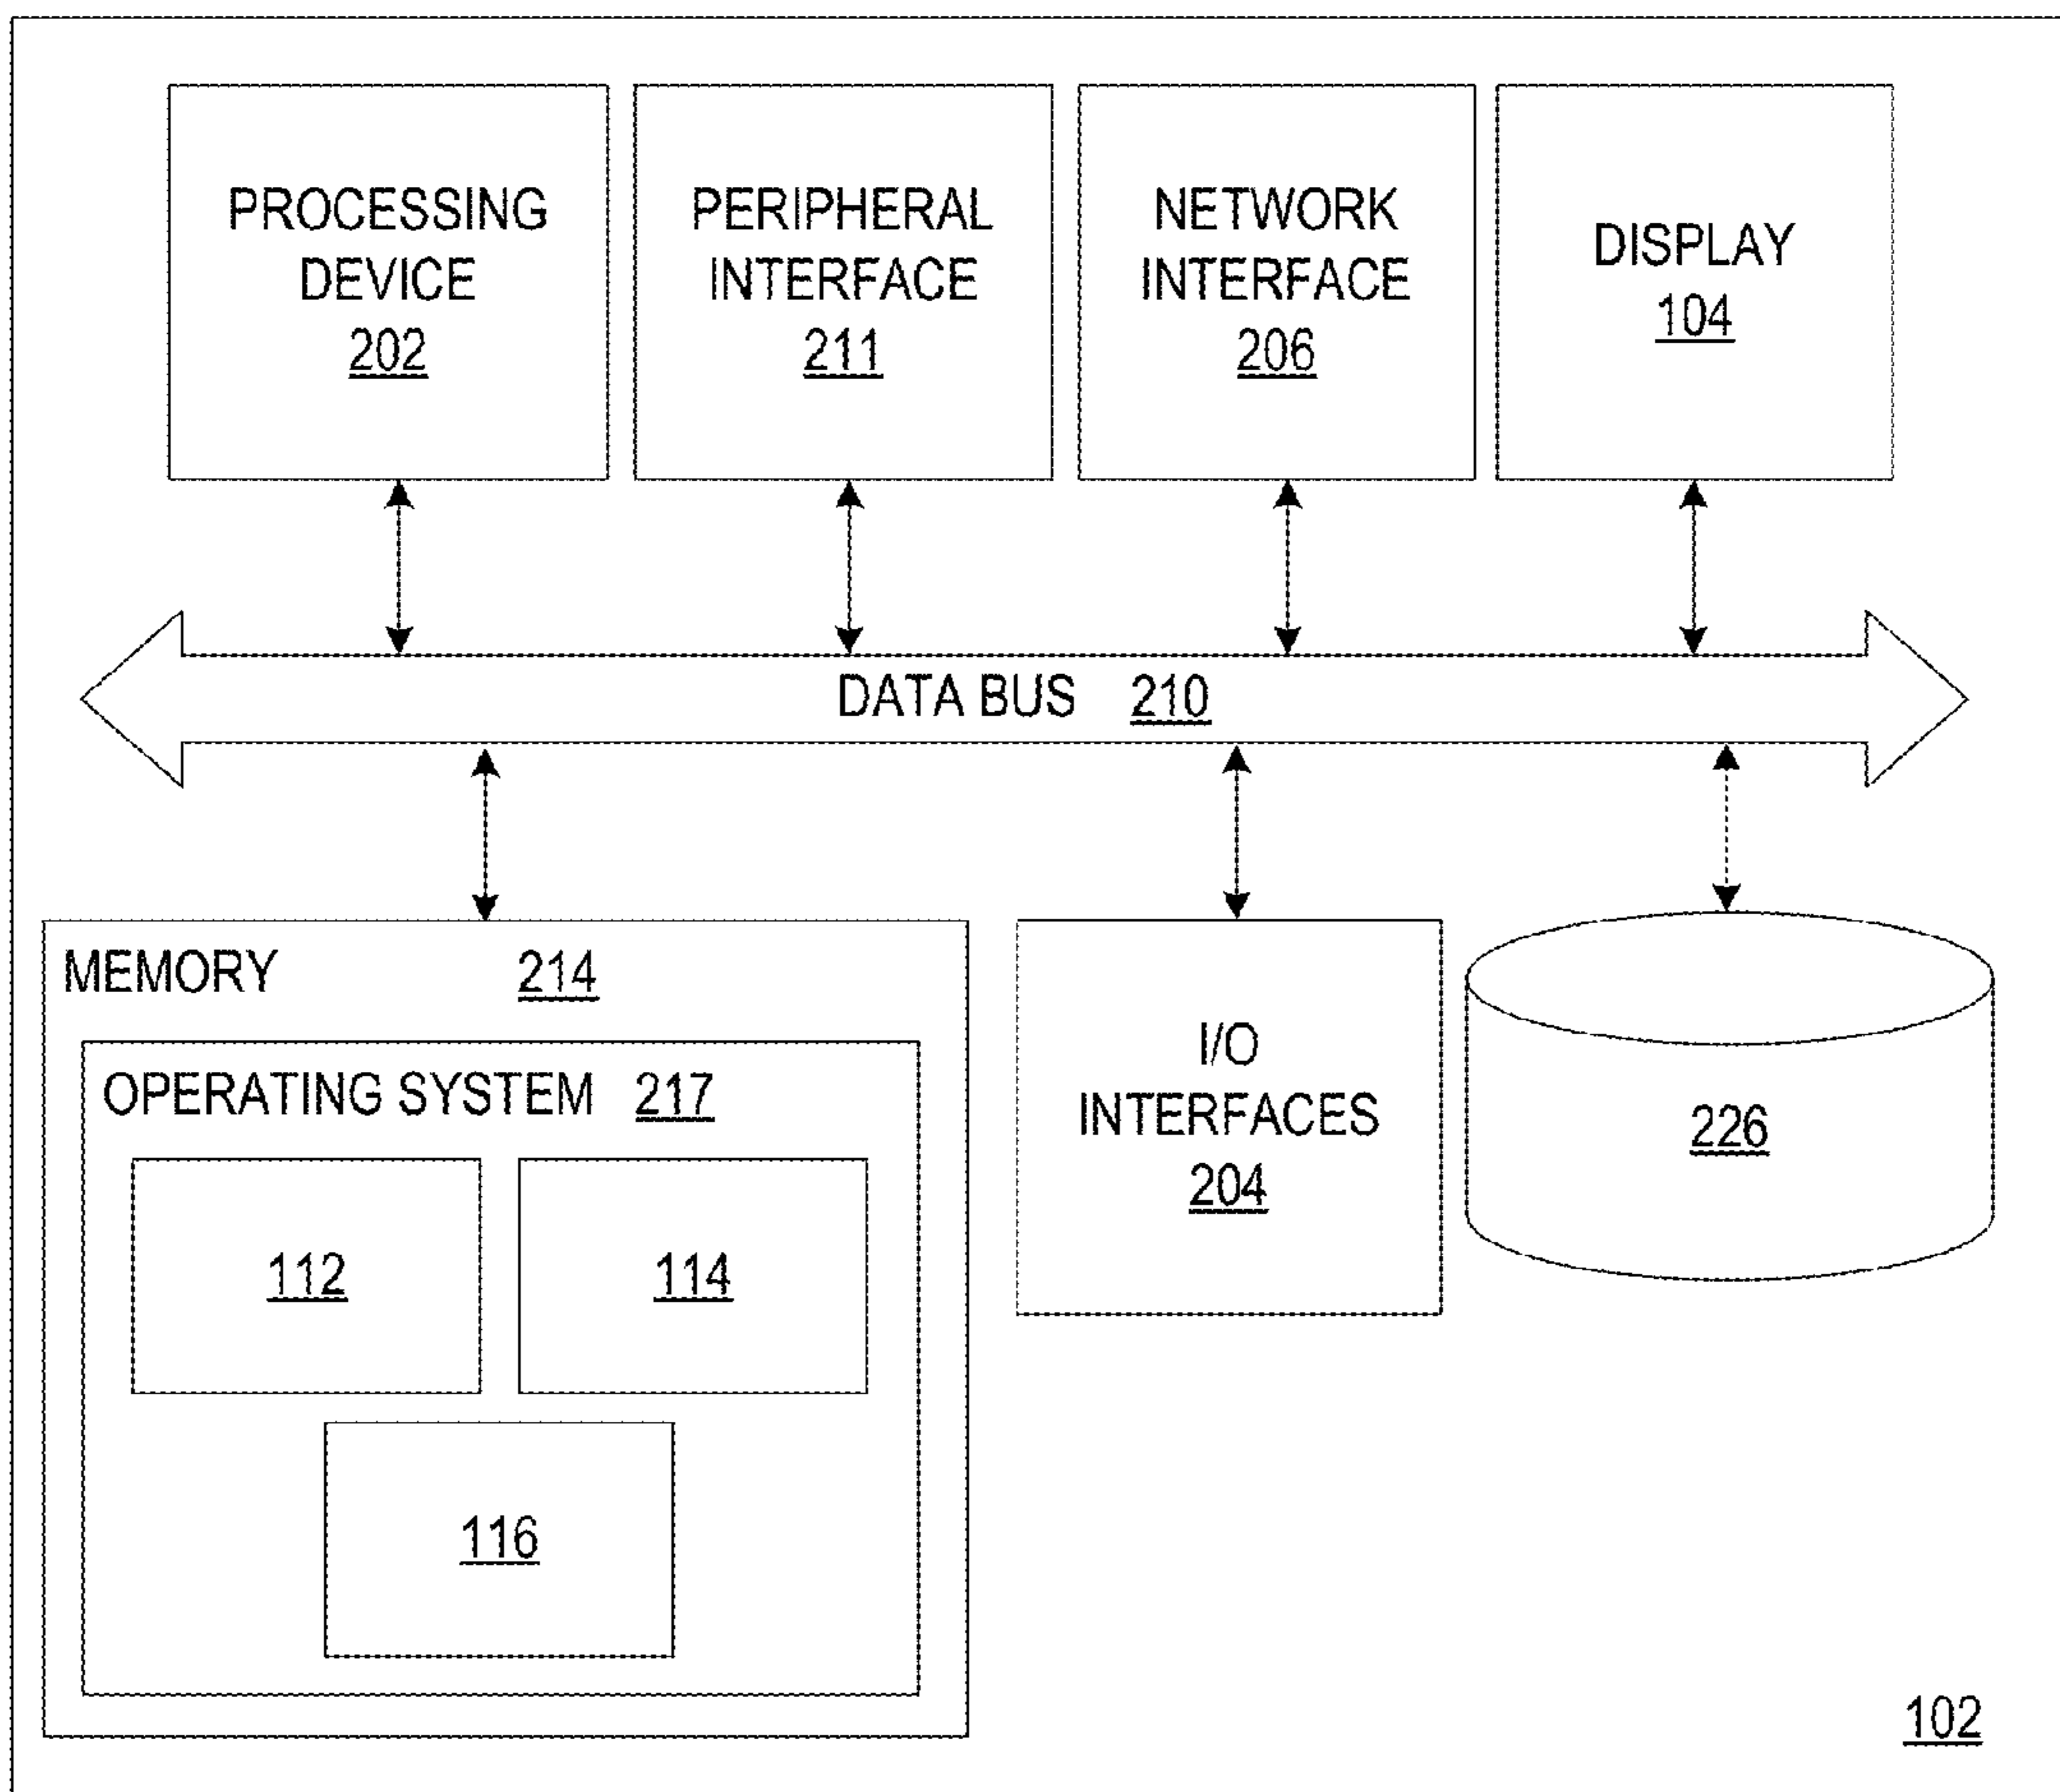 PROCESSING
DEVICE
202
PERIPHERAL
INTERFACE
211
NETWORK
INTERFACE
206
DISPLAY
104
DATA BUS 210
MEMORY 214
OPERATING SYSTEM 217
112
114
116
I/O
INTERFACES
204
226
102